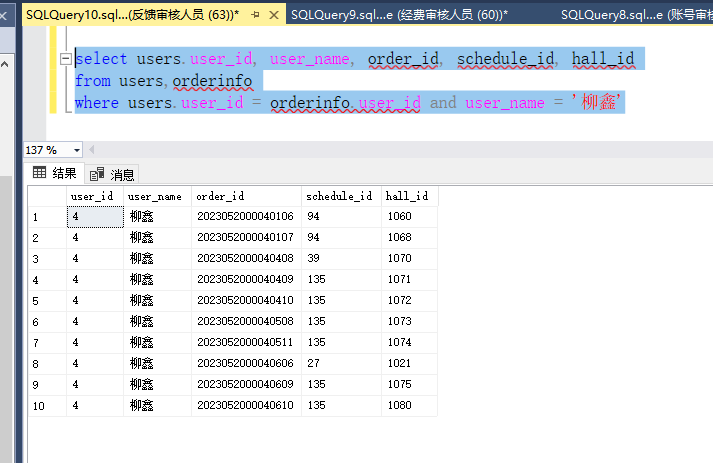 SQLQuery10.sql...(反馈审核人员 (63))*
SQLQuery9.sql...e (经费审核人员 (60))*
SQLQuery8.sql...e (账号审核
select users.user_id, user_name, order_id, schedule_id, hall_id
from users,orderinfo
where users.user_id = orderinfo.user_id and user_name = '柳鑫'
137 %
结果 消息
user_id user_name order_id schedule_id hall_id
1 4 柳鑫 2023052000040106 94 1060
2 4 柳鑫 2023052000040107 94 1068
3 4 柳鑫 2023052000040408 39 1070
4 4 柳鑫 2023052000040409 135 1071
5 4 柳鑫 2023052000040410 135 1072
6 4 柳鑫 2023052000040508 135 1073
7 4 柳鑫 2023052000040511 135 1074
8 4 柳鑫 2023052000040606 27 1021
9 4 柳鑫 2023052000040609 135 1075
10 4 柳鑫 2023052000040610 135 1080